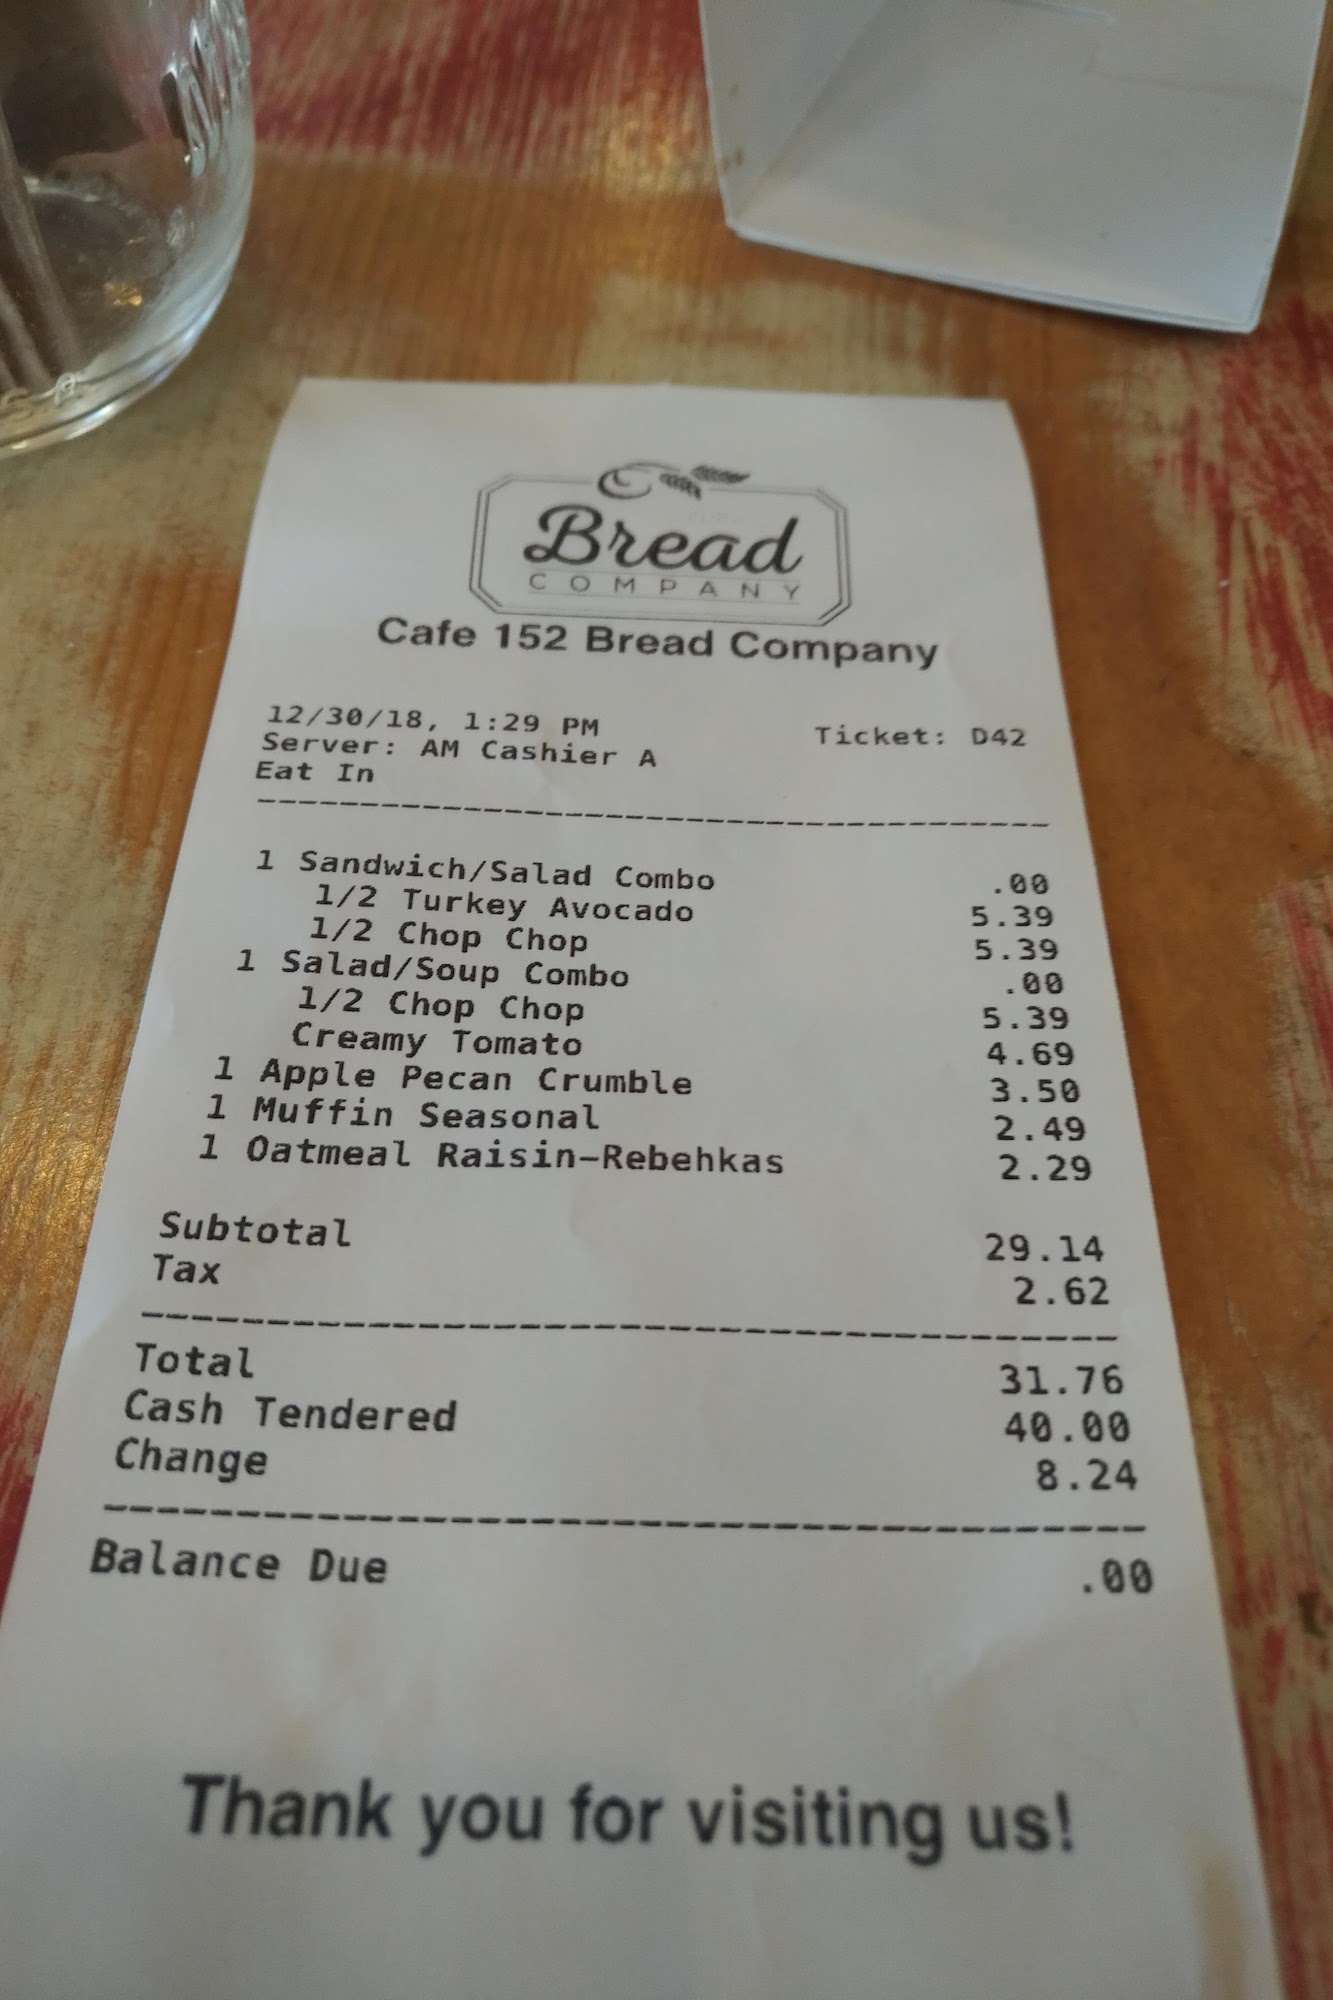 Bread
COMPANY
Cafe 152 Bread Company
12/30/18, 1:29 PM Ticket: D42
Server: AM Cashier A
Eat In
1 Sandwich/Salad Combo .00
1/2 Turkey Avocado 5.39
1/2 Chop Chop 5.39
1 Salad/Soup Combo .00
1/2 Chop Chop 5.39
Creamy Tomato 4.69
1 Apple Pecan Crumble 3.50
1 Muffin Seasonal 2.49
1 Oatmeal Raisin-Rebehkas 2.29
Subtotal 29.14
Tax 2.62
Total 31.76
Cash Tendered 40.00
Change 8.24
Balance Due .00
Thank you for visiting us!